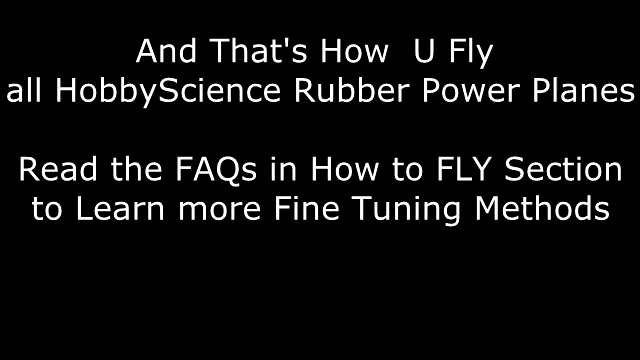 And That's How  U Fly
all HobbyScience Rubber Power Planes
Read the FAQs in How to FLY Section
to Learn more Fine Tuning Methods